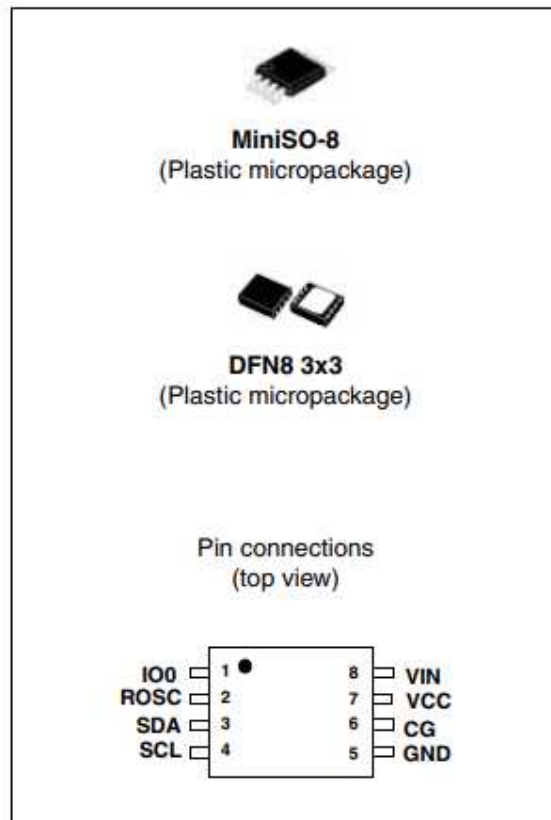 MiniSO-8
(Plastic micropackage)
DFN8 3x3
(Plastic micropackage)
Pin connections
(top view)
IO0 1 8 VIN
ROSC 2 7 VCC
SDA 3 6 CG
SCL 4 5 GND